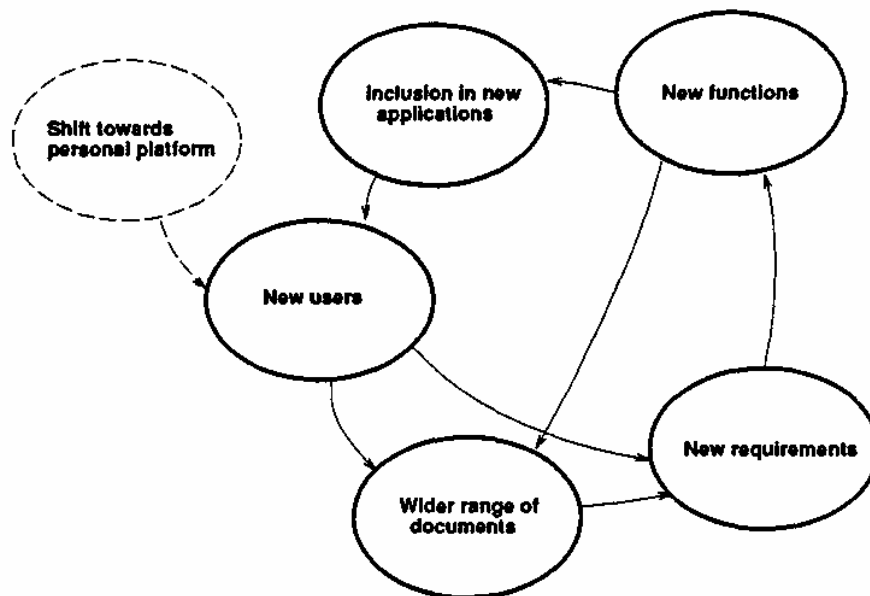 Inclusion in new
applications
New functions
Shift towards
personal platform
New users
New requirements
Wider range of
documents